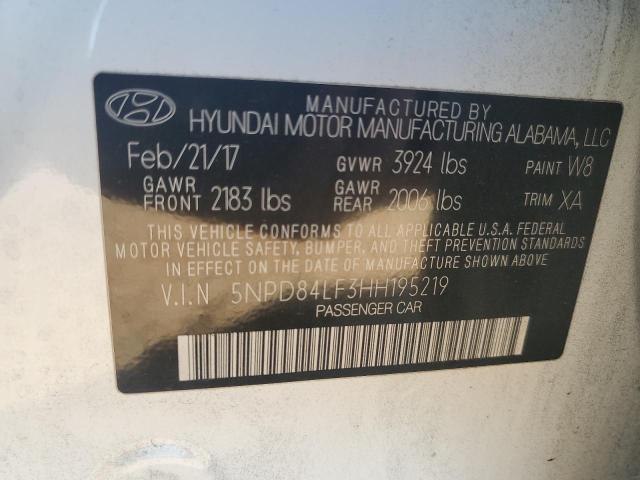 MANUFACTURED BY
HYUNDAI MOTOR MANUFACTURING ALABAMA, LLC
Feb/21/17 GVWR 3924 lbs PAINT W8
GAWR FRONT 2183 lbs GAWR REAR 2006 lbs TRIM XA
THIS VEHICLE CONFORMS TO ALL APPLICABLE U.S.A. FEDERAL
MOTOR VEHICLE SAFETY, BUMPER, AND THEFT PREVENTION STANDARDS
IN EFFECT ON THE DATE OF MANUFACTURE SHOWN ABOVE
V.I.N 5NPD84LF3HH195219
PASSENGER CAR